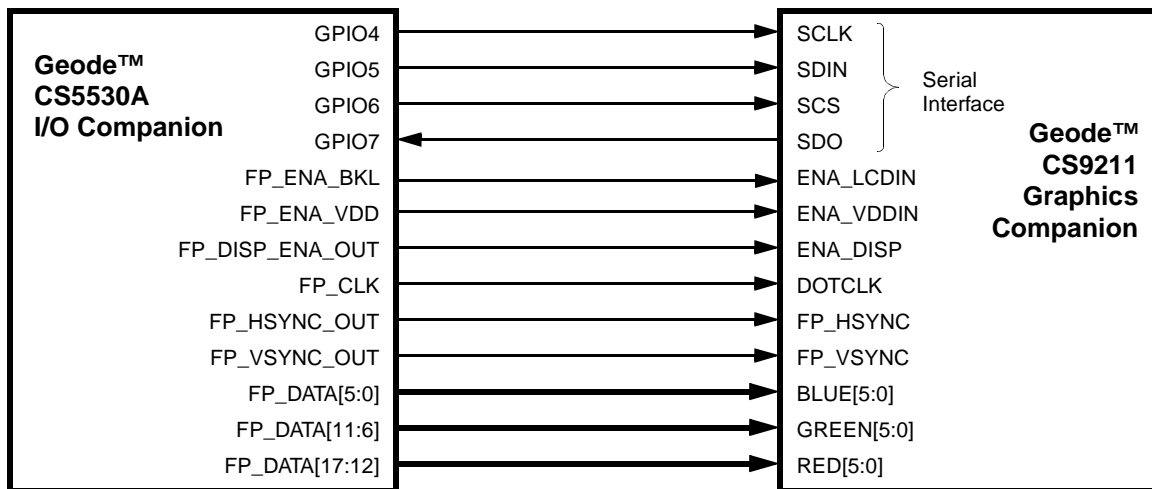 Geode™
CS5530A
I/O Companion
GPIO4
GPIO5
GPIO6
GPIO7
FP_ENA_BKL
FP_ENA_VDD
FP_DISP_ENA_OUT
FP_CLK
FP_HSYNC_OUT
FP_VSYNC_OUT
FP_DATA[5:0]
FP_DATA[11:6]
FP_DATA[17:12]
SCLK
SDIN
SCS
SDO
Serial
Interface
ENA_LCDIN
ENA_VDDIN
ENA_DISP
DOTCLK
FP_HSYNC
FP_VSYNC
BLUE[5:0]
GREEN[5:0]
RED[5:0]
Geode™
CS9211
Graphics
Companion